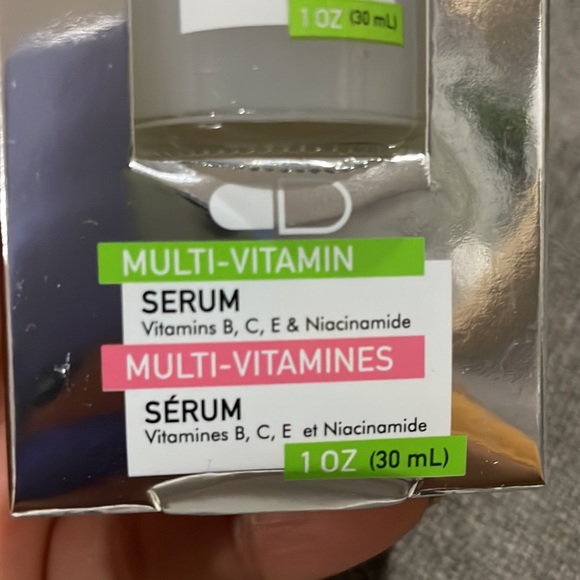 1 OZ (30 mL)
MULTI-VITAMIN
SERUM
Vitamins B, C, E & Niacinamide
MULTI-VITAMINES
SÉRUM
Vitamines B, C, E et Niacinamide
1 OZ (30 mL)